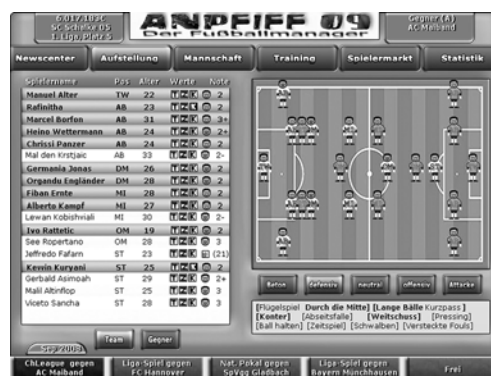 6.017.183€
SC Schalke 05
1. Liga, Platz 5
ANPFIFF 09
Der Fußballmanager
Gegner (A)
AC Maiband
Newscenter Aufstellung Mannschaft Training Spielermarkt Statistik
Spielername Pos Alter Werte Note
Manuel Alter TW 22 T Z K 2
Rafinitha AB 23 T Z K 2
Marcel Borfon AB 31 T Z K 3+
Heino Wettermann AB 24 T Z K 2+
Chrissi Panzer AB 24 T Z K 2
Mal den Krstjaic AB 33 T Z K 2-
Germania Jonas DM 26 T Z K 2
Organdu Engländer DM 28 T Z K 2
Fiban Ernte MI 28 T Z K 2
Alberto Kampf MI 27 T Z K 2
Lewan Kobishviali MI 30 T Z K 2-
Ivo Rattetic OM 19 T Z K 2
See Ropertano OM 28 T Z K 3
Jeffredo Fafarn ST 23 T Z K (21)
Kewin Kuryani ST 25 T Z K 2
Gerbald Asimoah ST 29 T Z K 2+
Malil Altinflop ST 25 T Z K 3
Viceto Sancha ST 28 T Z K 3
Beton defensiv neutral offensiv Attacke
[Flügelspiel Durch die Mitte] [Lange Bälle Kurzpass]
[Konter] [Abseitsfalle] [Weitschuss] [Pressing]
[Ball halten] [Zeitspiel] [Schwalben] [Versteckte Fouls]
Team Gegner
Sep 2008
ChLeague gegen
AC Maiband
Liga-Spiel gegen
FC Hannover
Nat. Pokal gegen
SpVgg Gladbach
Liga-Spiel gegen
Bayern Münchhausen
Frei